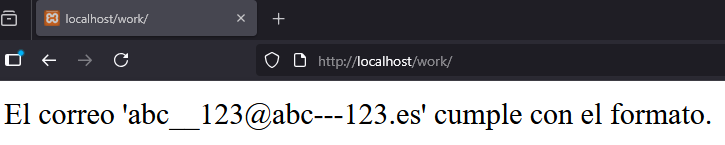 localhost/work/
http://localhost/work/
El correo 'abc__123@abc---123.es' cumple con el formato.